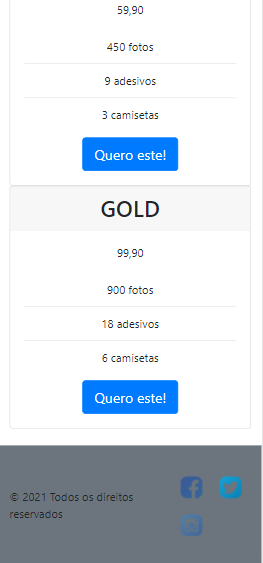 59,90
450 fotos
9 adesivos
3 camisetas
Quero este!
GOLD
99,90
900 fotos
18 adesivos
6 camisetas
Quero este!
© 2021 Todos os direitos
reservados